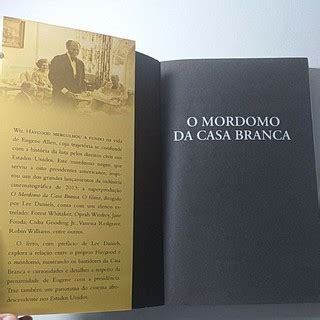 Wil Haygood mergulhou a fundo na vida
de Eugene Allen, cuja trajetória se confunde
com a história da luta pelos direitos civis nos
Estados Unidos. Este mordomo negro, que
serviu a oito presidentes americanos, inspi-
rou um dos grandes lançamentos da indústria
cinematográfica de 2013: a superprodução
O Mordomo da Casa Branca. O filme, dirigido
por Lee Daniels, conta com um elenco es-
trelado: Forest Whitaker, Oprah Winfrey, Jane
Fonda, Cuba Gooding Jr., Vanessa Redgrave,
Robin Williams, entre outros.
O livro, com prefácio de Lee Daniels,
explora a relação entre o próprio Haygood e
o mordomo, mostrando os bastidores da Casa
Branca e curiosidades e detalhes a respeito da
proximidade de Eugene com a presidência.
Traz também um panorama do cinema afro-
descendente nos Estados Unidos.
O MORDOMO
DA CASA BRANCA